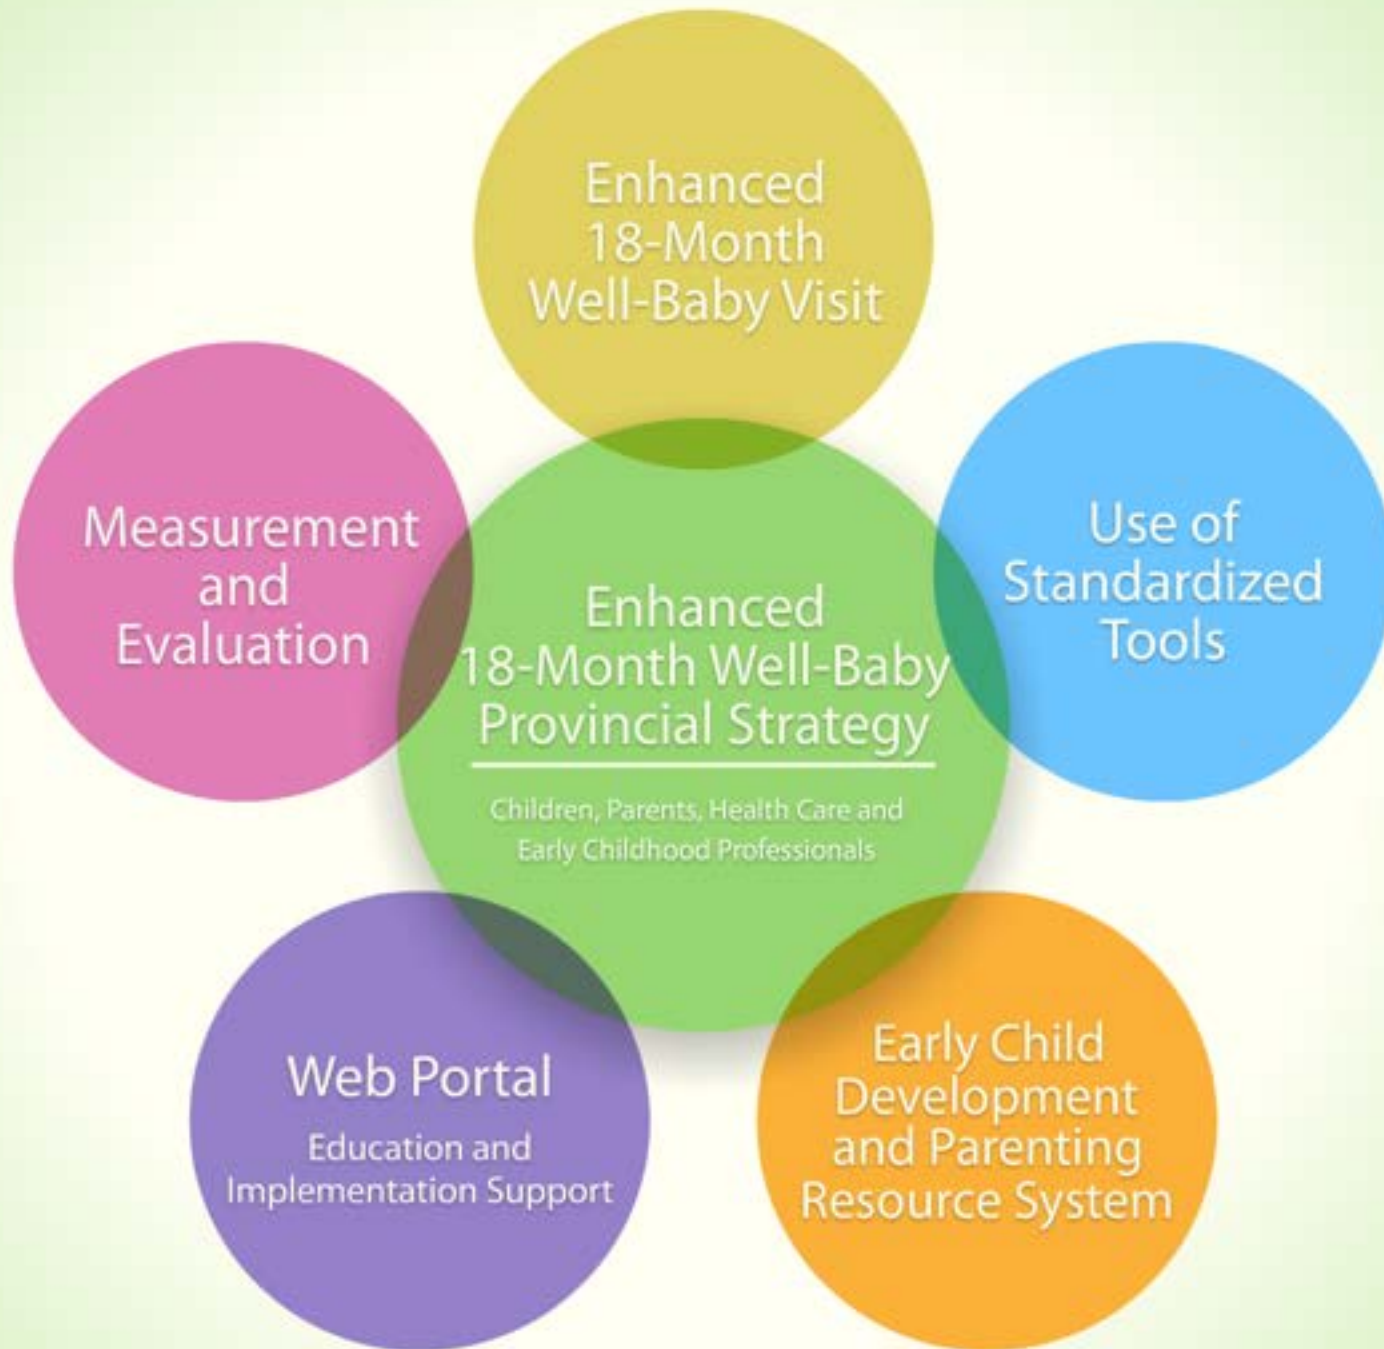 Enhanced
18-Month
Well-Baby Visit
Measurement
and
Evaluation
Use of
Standardized
Tools
Enhanced
18-Month Well-Baby
Provincial Strategy
Children, Parents, Health Care and
Early Childhood Professionals
Web Portal
Education and
Implementation Support
Early Child
Development
and Parenting
Resource System